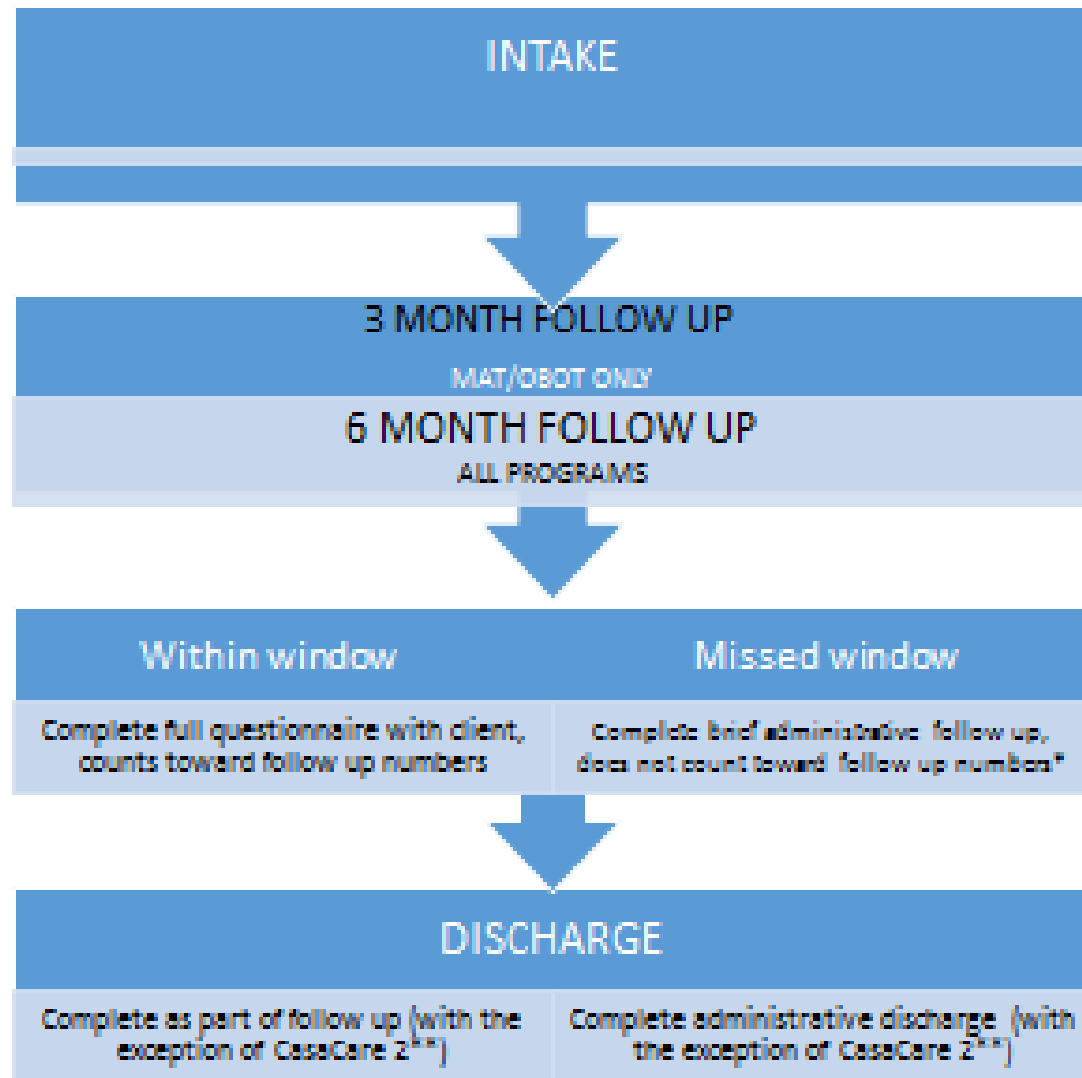 INTAKE
3 MONTH FOLLOW UP
MAT/OBOT ONLY
6 MONTH FOLLOW UP
ALL PROGRAMS
Within window
Missed window
Complete full questionnaire with client,
counts toward follow up numbers
Complete brief administrative follow up,
does not count toward follow up numbers*
DISCHARGE
Complete as part of follow up (with the
exception of CasaCare 2**)
Complete administrative discharge (with
the exception of CasaCare 2**)